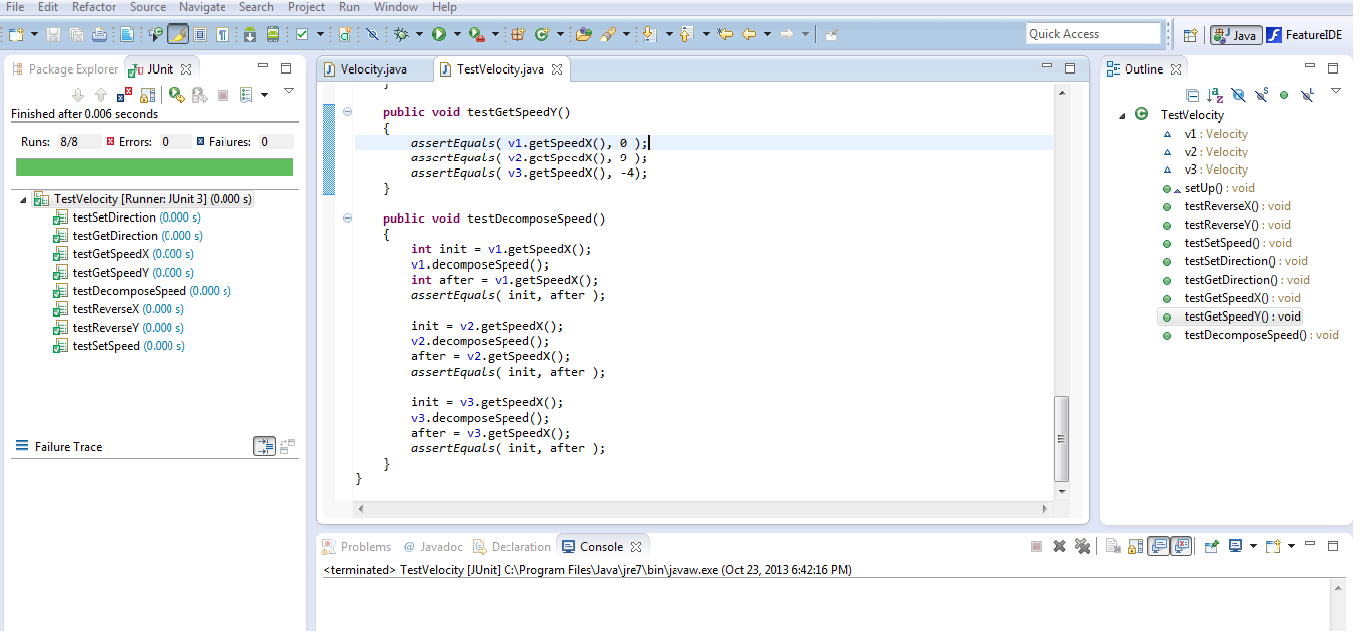 File Edit Refactor Source Navigate Search Project Run Window Help
Quick Access
Java
FeatureIDE
Package Explorer
JUnit
Finished after 0.006 seconds
Runs: 8/8 Errors: 0 Failures: 0
TestVelocity [Runner: JUnit 3] (0.000 s)
testSetDirection (0.000 s)
testGetDirection (0.000 s)
testGetSpeedX (0.000 s)
testGetSpeedY (0.000 s)
testDecomposeSpeed (0.000 s)
testReverseX (0.000 s)
testReverseY (0.000 s)
testSetSpeed (0.000 s)
Failure Trace
Velocity.java
TestVelocity.java
}
public void testGetSpeedY()
{
assertEquals( v1.getSpeedX(), 0 );
assertEquals( v2.getSpeedX(), 9 );
assertEquals( v3.getSpeedX(), -4);
}
public void testDecomposeSpeed()
{
int init = v1.getSpeedX();
v1.decomposeSpeed();
int after = v1.getSpeedX();
assertEquals( init, after );
init = v2.getSpeedX();
v2.decomposeSpeed();
after = v2.getSpeedX();
assertEquals( init, after );
init = v3.getSpeedX();
v3.decomposeSpeed();
after = v3.getSpeedX();
assertEquals( init, after );
}
}
Outline
TestVelocity
v1 : Velocity
v2 : Velocity
v3 : Velocity
setUp() : void
testReverseX() : void
testReverseY() : void
testSetSpeed() : void
testSetDirection() : void
testGetDirection() : void
testGetSpeedX() : void
testGetSpeedY() : void
testDecomposeSpeed() : void
Problems
@ Javadoc
Declaration
Console
<terminated> TestVelocity [JUnit] C:\Program Files\Java\jre7\bin\javaw.exe (Oct 23, 2013 6:42:16 PM)